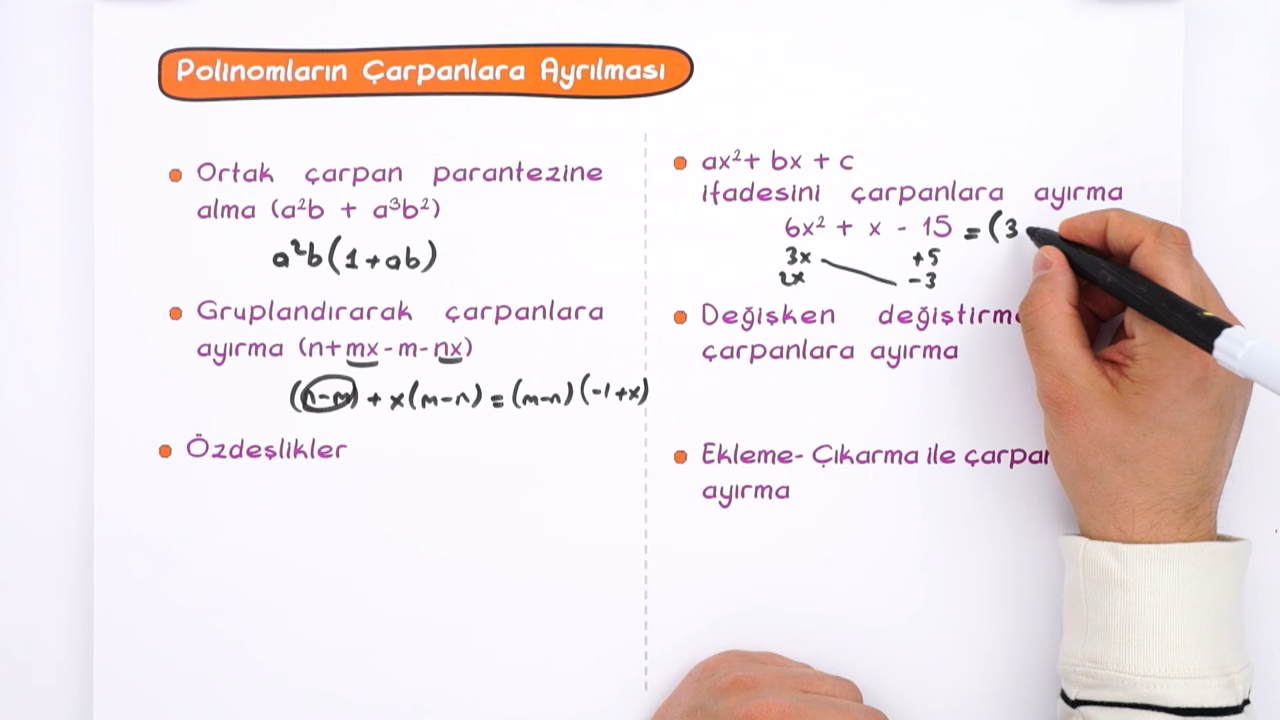 Polinomların Çarpanlara Ayrılması
Ortak çarpan parantezine
alma (a²b + a³b²)
a²b(1+ab)
Gruplandırarak çarpanlara
ayırma (n+mx-m-nx)
(n-m) + x(m-n) = (m-n)(-1+x)
Özdeşlikler
ax²+ bx + c
ifadesini çarpanlara ayırma
6x² + x - 15 = (3
3x +5
2x -3
Değişken
çarpanlara ayırma
Ekleme- Çıkarma ile
ayırma